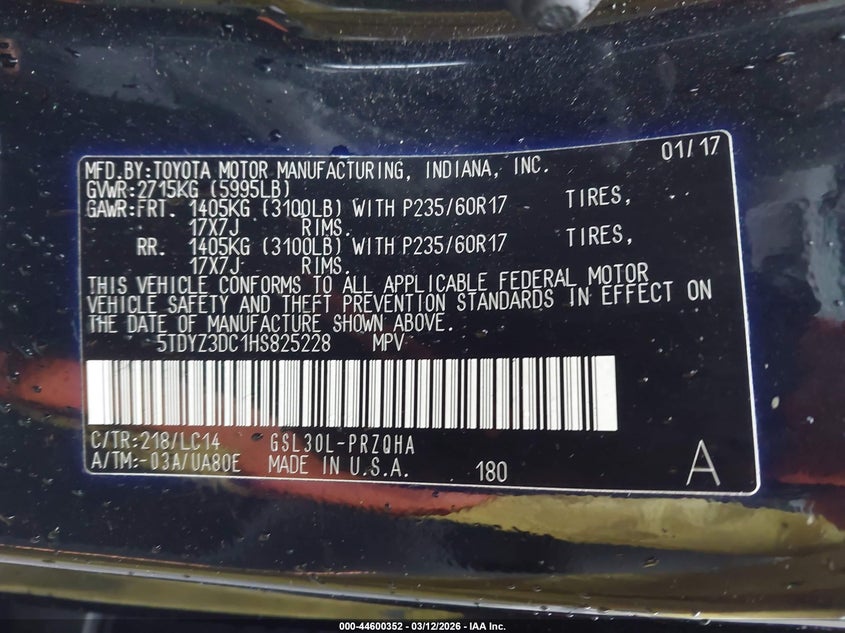 01/17
MFD.BY:TOYOTA MOTOR MANUFACTURING, INDIANA, INC.
GVWR:2715KG (5995LB)
GAWR:FRT. 1405KG (3100LB) WITH P235/60R17 TIRES,
17X7J RIMS.
RR. 1405KG (3100LB) WITH P235/60R17 TIRES,
17X7J RIMS.
THIS VEHICLE CONFORMS TO ALL APPLICABLE FEDERAL MOTOR
VEHICLE SAFETY AND THEFT PREVENTION STANDARDS IN EFFECT ON
THE DATE OF MANUFACTURE SHOWN ABOVE.
5TDYZ3DC1HS825228 MPV
C/TR:218/LC14 GSL30L-PRZQHA
A/TM:-03A/UA80E MADE IN U.S.A. 180 A
000-44600352 - 03/12/2026 - IAA Inc.